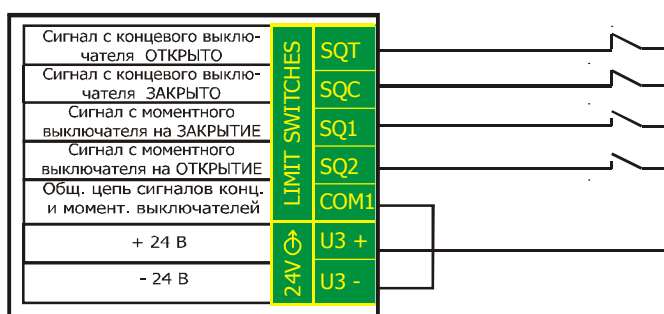 Сигнал с концевого выклю-
чателя ОТКРЫТО
SQT
Сигнал с концевого выклю-
чателя ЗАКРЫТО
SQC
Сигнал с моментного
выключателя на ЗАКРЫТИЕ
SQ1
Сигнал с моментного
выключателя на ОТКРЫТИЕ
SQ2
Общ. цепь сигналов конц.
и момент. выключателей
COM1
LIMIT SWITCHES
+ 24 В
U3 +
- 24 В
U3 -
24V